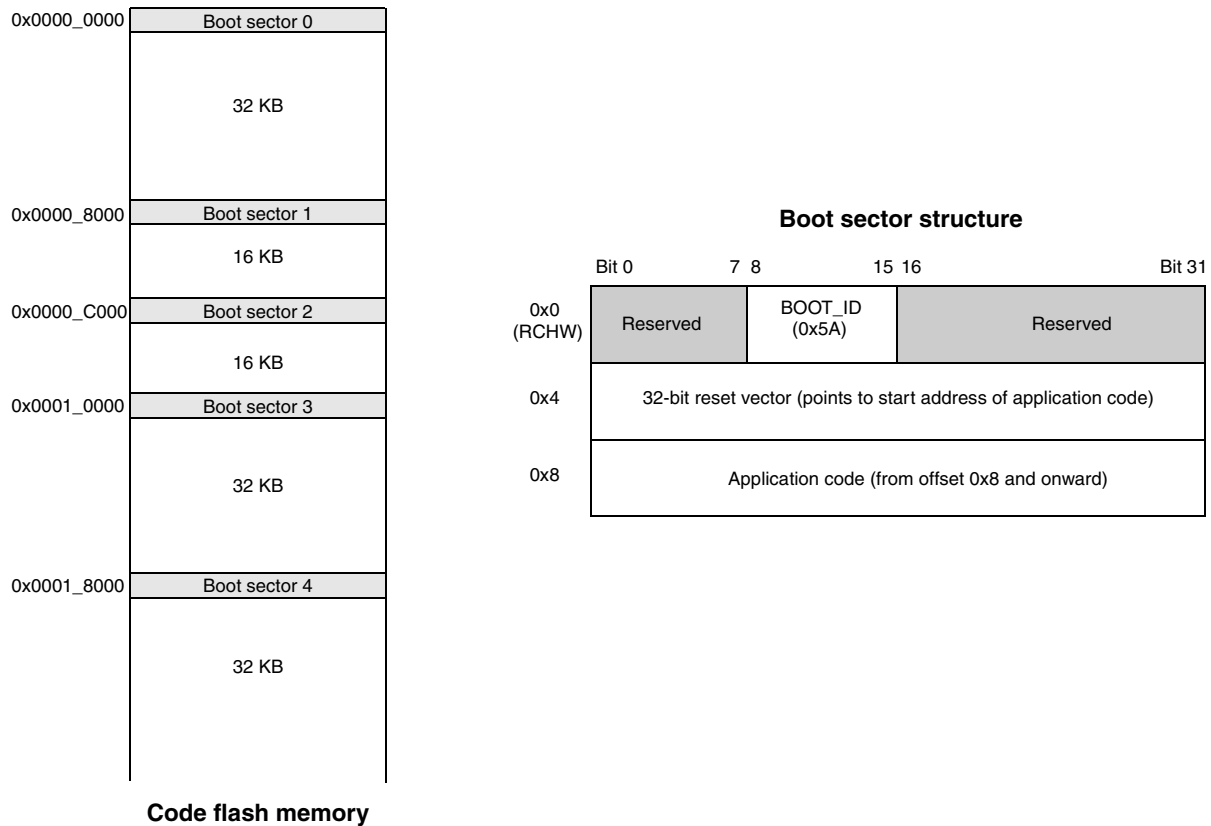 0x0000_0000 Boot sector 0
32 KB
0x0000_8000 Boot sector 1
16 KB
0x0000_C000 Boot sector 2
16 KB
0x0001_0000 Boot sector 3
32 KB
0x0001_8000 Boot sector 4
32 KB
Code flash memory
Boot sector structure
Bit 0 7 8 15 16 Bit 31
0x0
(RCHW)
Reserved
BOOT_ID
(0x5A)
Reserved
0x4 32-bit reset vector (points to start address of application code)
0x8 Application code (from offset 0x8 and onward)